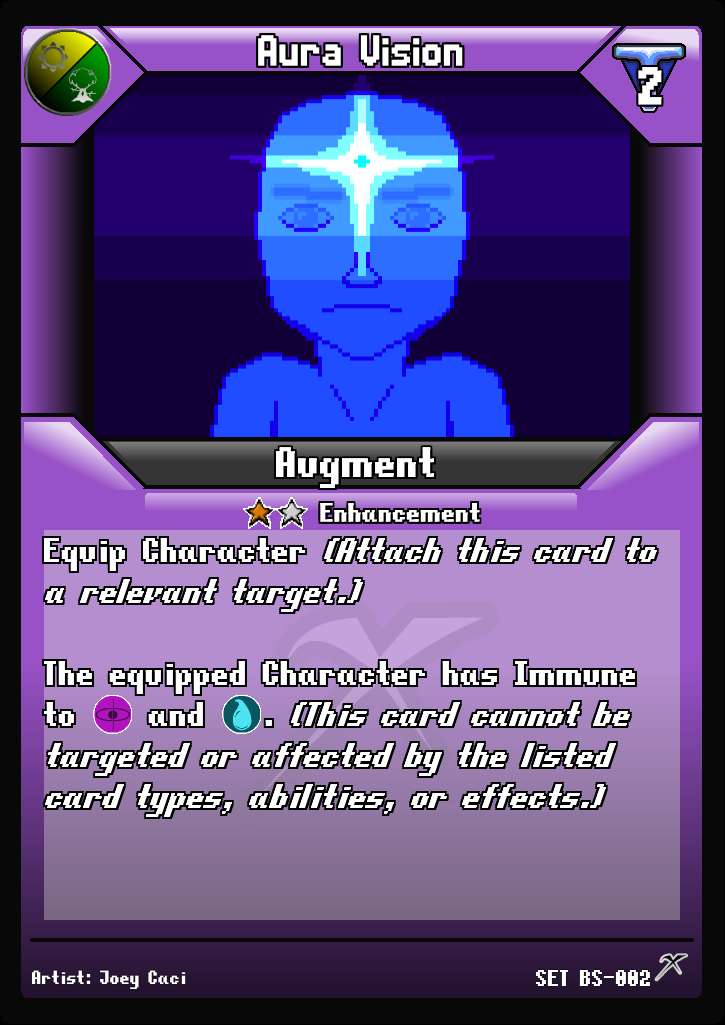 Aura Vision
2
Augment
Enhancement
Equip Character (Attach this card to
a relevant target.)
The equipped Character has Immune
to and . (This card cannot be
targeted or affected by the listed
card types, abilities, or effects.)
Artist: Joey Caci
SET BS-002